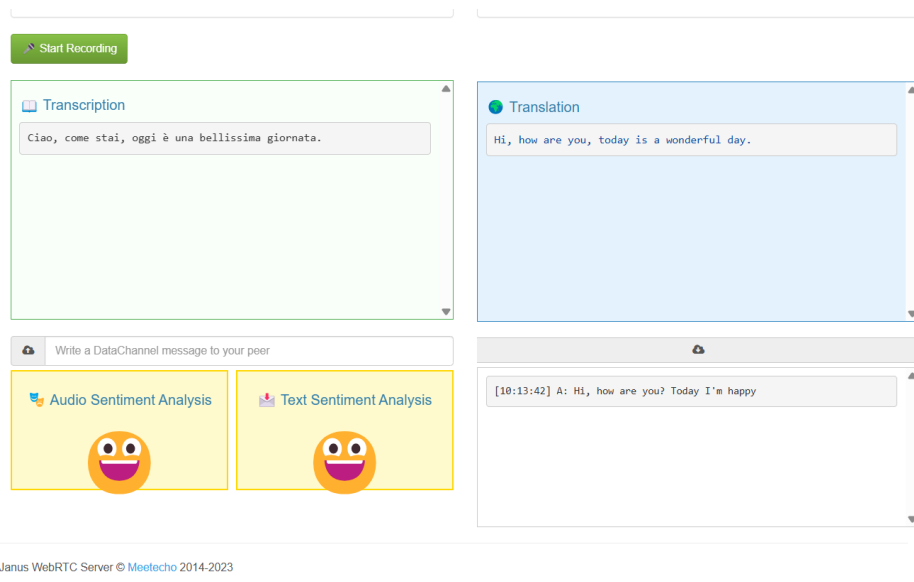 Start Recording
Transcription
Ciao, come stai, oggi è una bellissima giornata.
Translation
Hi, how are you, today is a wonderful day.
Write a DataChannel message to your peer
Audio Sentiment Analysis
Text Sentiment Analysis
[10:13:42] A: Hi, how are you? Today I'm happy
Janus WebRTC Server © Meetecho 2014-2023